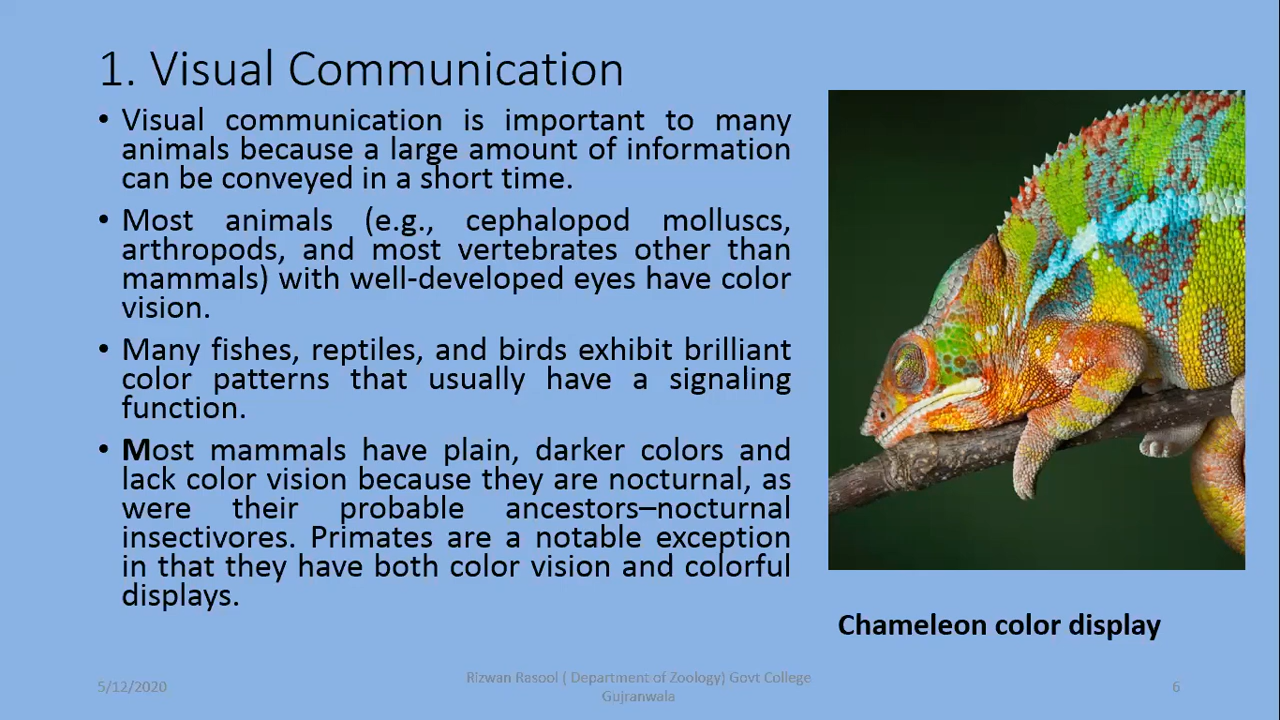 1. Visual Communication
• Visual communication is important to many
animals because a large amount of information
can be conveyed in a short time.
• Most animals (e.g., cephalopod molluscs,
arthropods, and most vertebrates other than
mammals) with well-developed eyes have color
vision.
• Many fishes, reptiles, and birds exhibit brilliant
color patterns that usually have a signaling
function.
• Most mammals have plain, darker colors and
lack color vision because they are nocturnal, as
were their probable ancestors–nocturnal
insectivores. Primates are a notable exception
in that they have both color vision and colorful
displays.
Chameleon color display
5/12/2020
Rizwan Rasool ( Department of Zoology) Govt College
Gujranwala
6